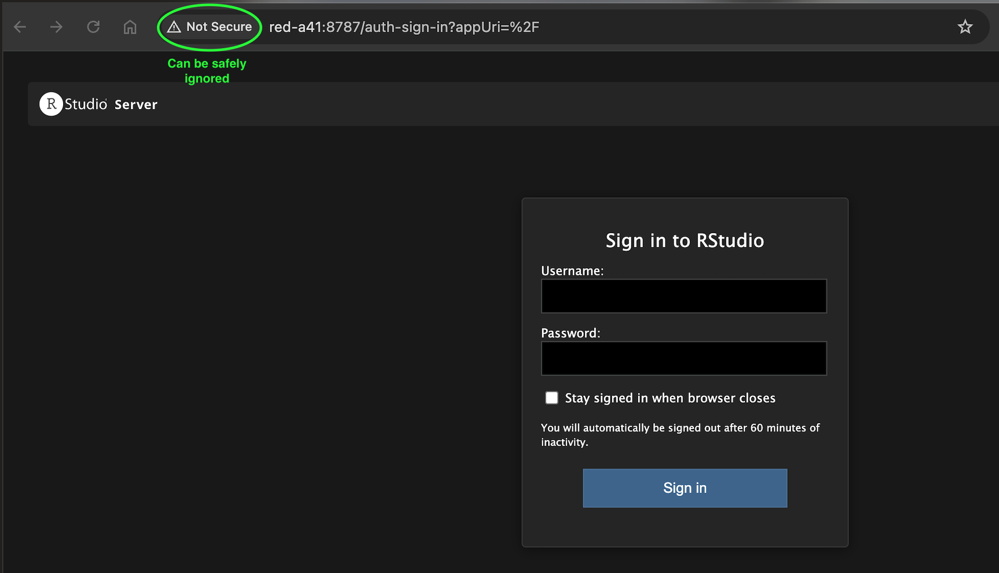 Not Secure red-a41:8787/auth-sign-in?appUri=%2F
Can be safely
ignored
R Studio Server
Sign in to RStudio
Username:
Password:
Stay signed in when browser closes
You will automatically be signed out after 60 minutes of
inactivity.
Sign in